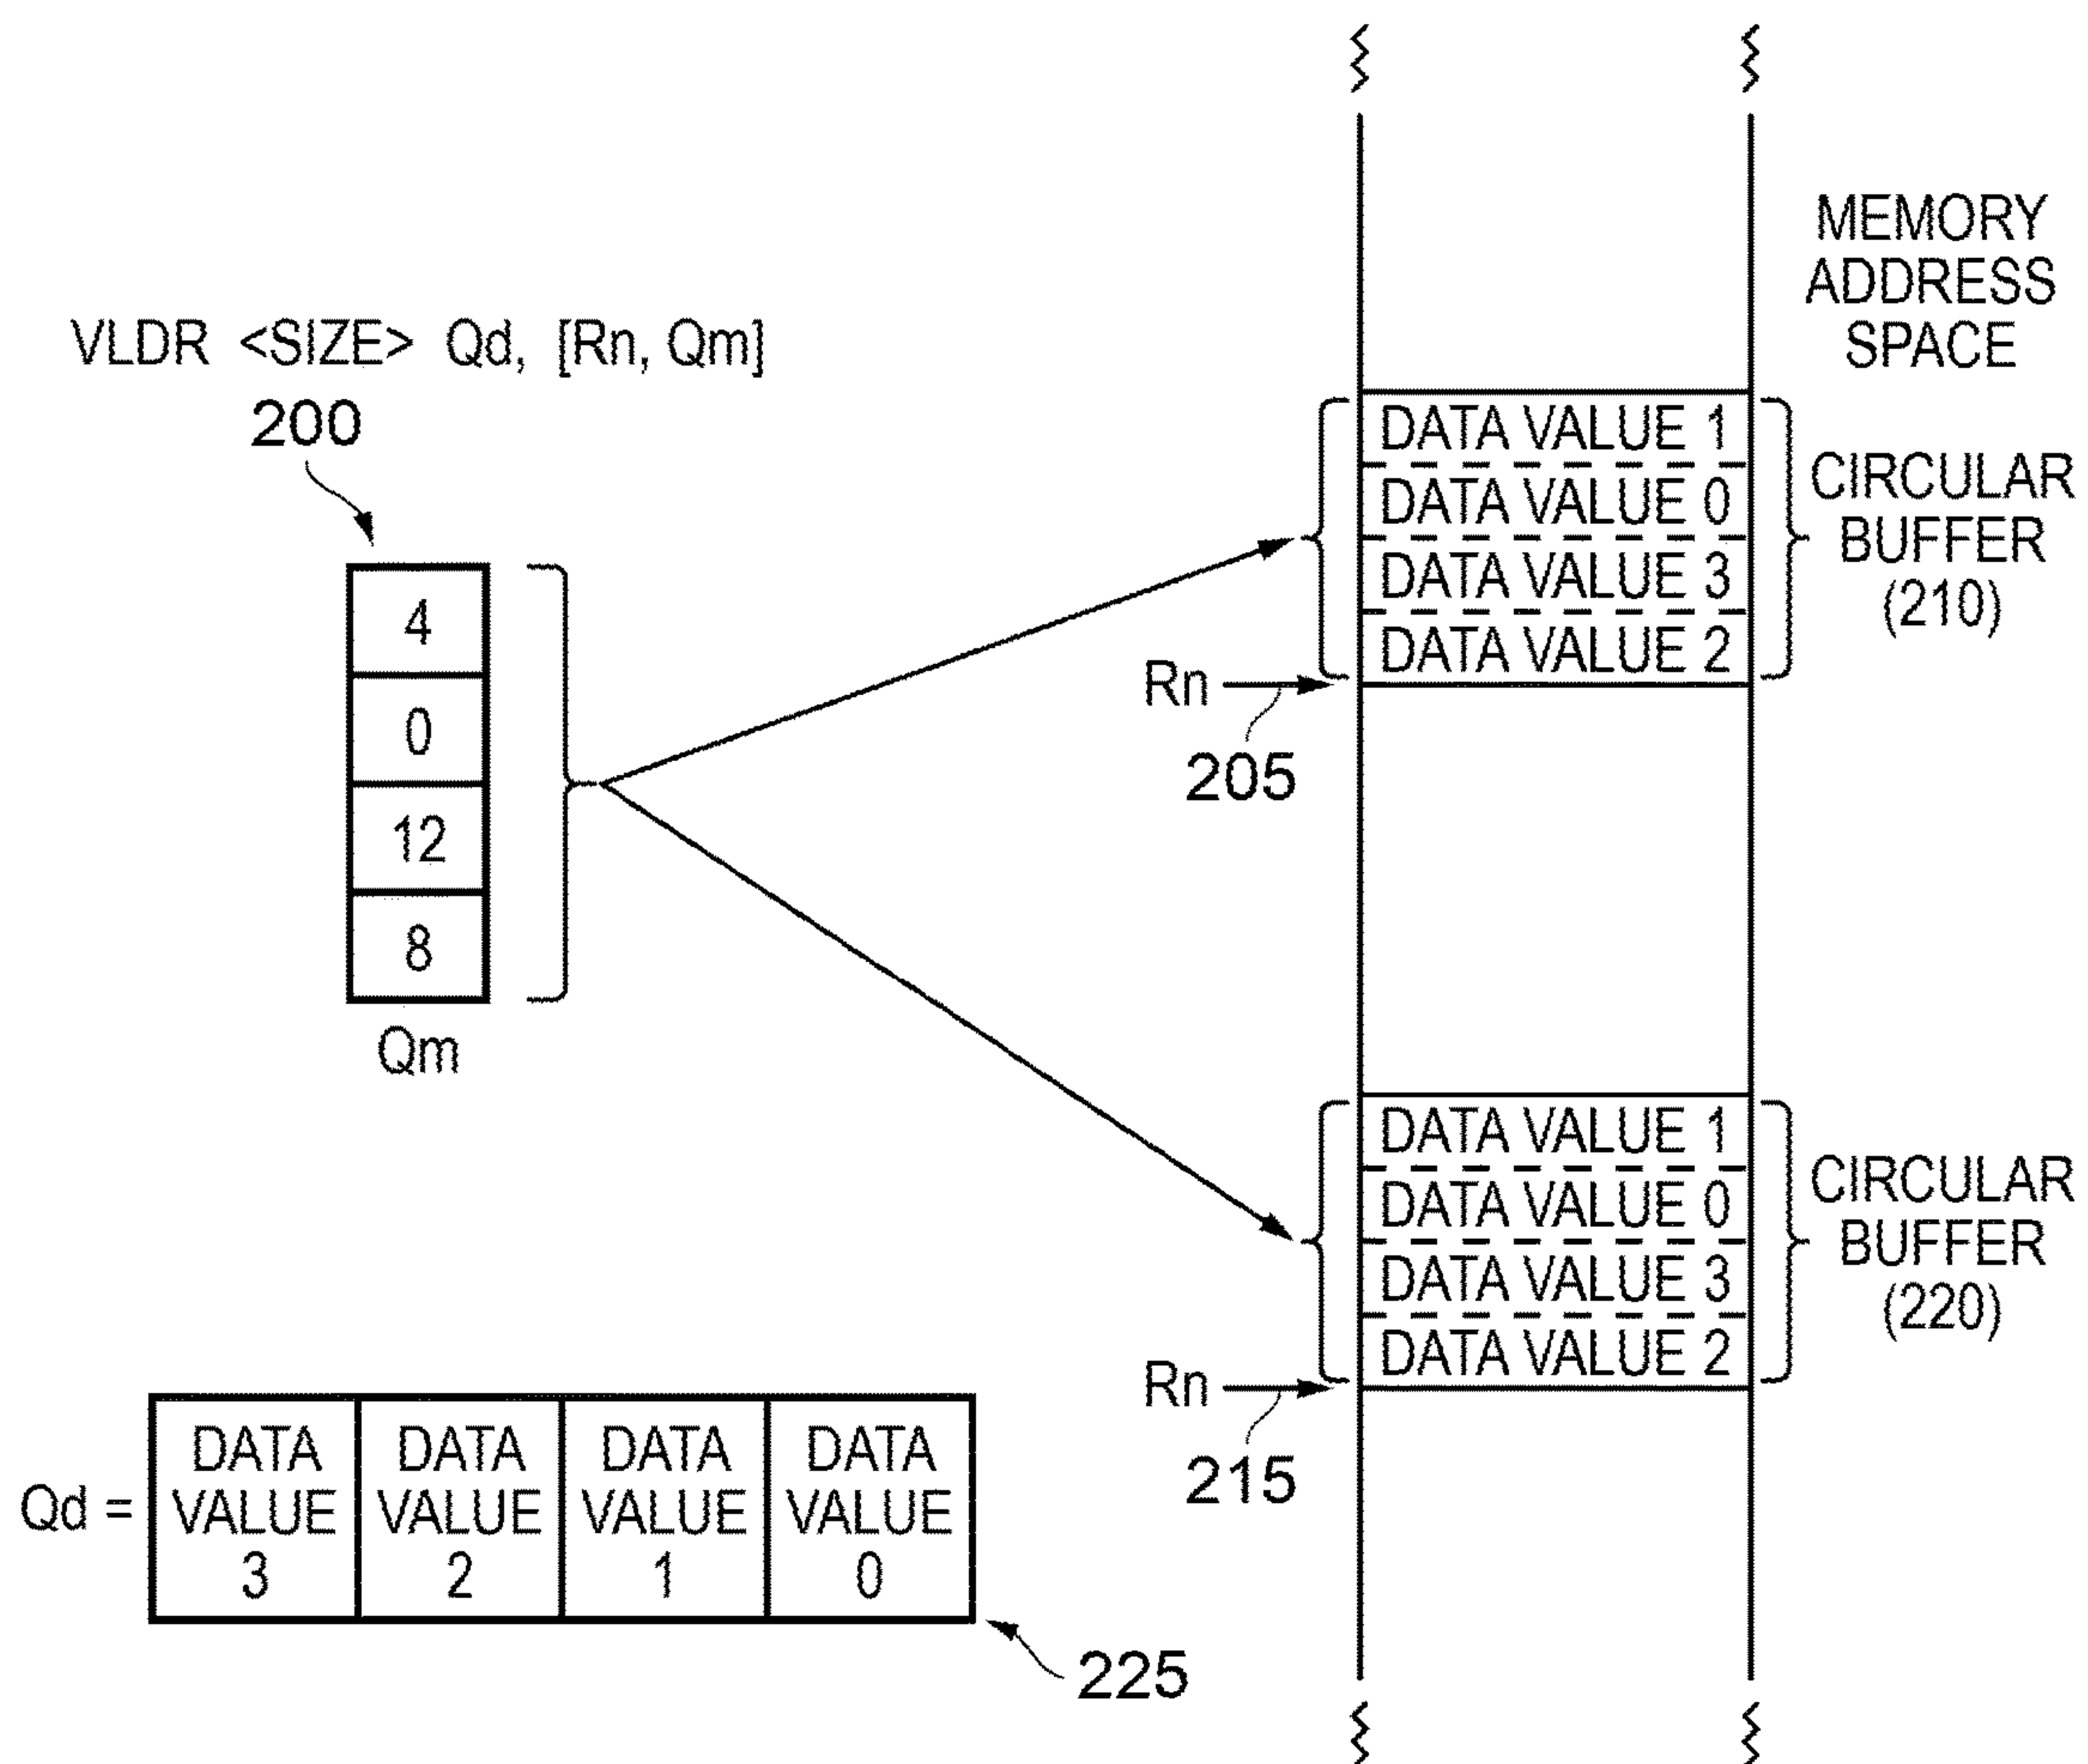 VLDR <SIZE> Qd, [Rn, Qm]
200
4
0
12
8
Qm
MEMORY
ADDRESS
SPACE
DATA VALUE 1
DATA VALUE 0
DATA VALUE 3
DATA VALUE 2
CIRCULAR
BUFFER
(210)
Rn
205
DATA VALUE 1
DATA VALUE 0
DATA VALUE 3
DATA VALUE 2
CIRCULAR
BUFFER
(220)
Rn
215
Qd =
DATA
VALUE
3
DATA
VALUE
2
DATA
VALUE
1
DATA
VALUE
0
225